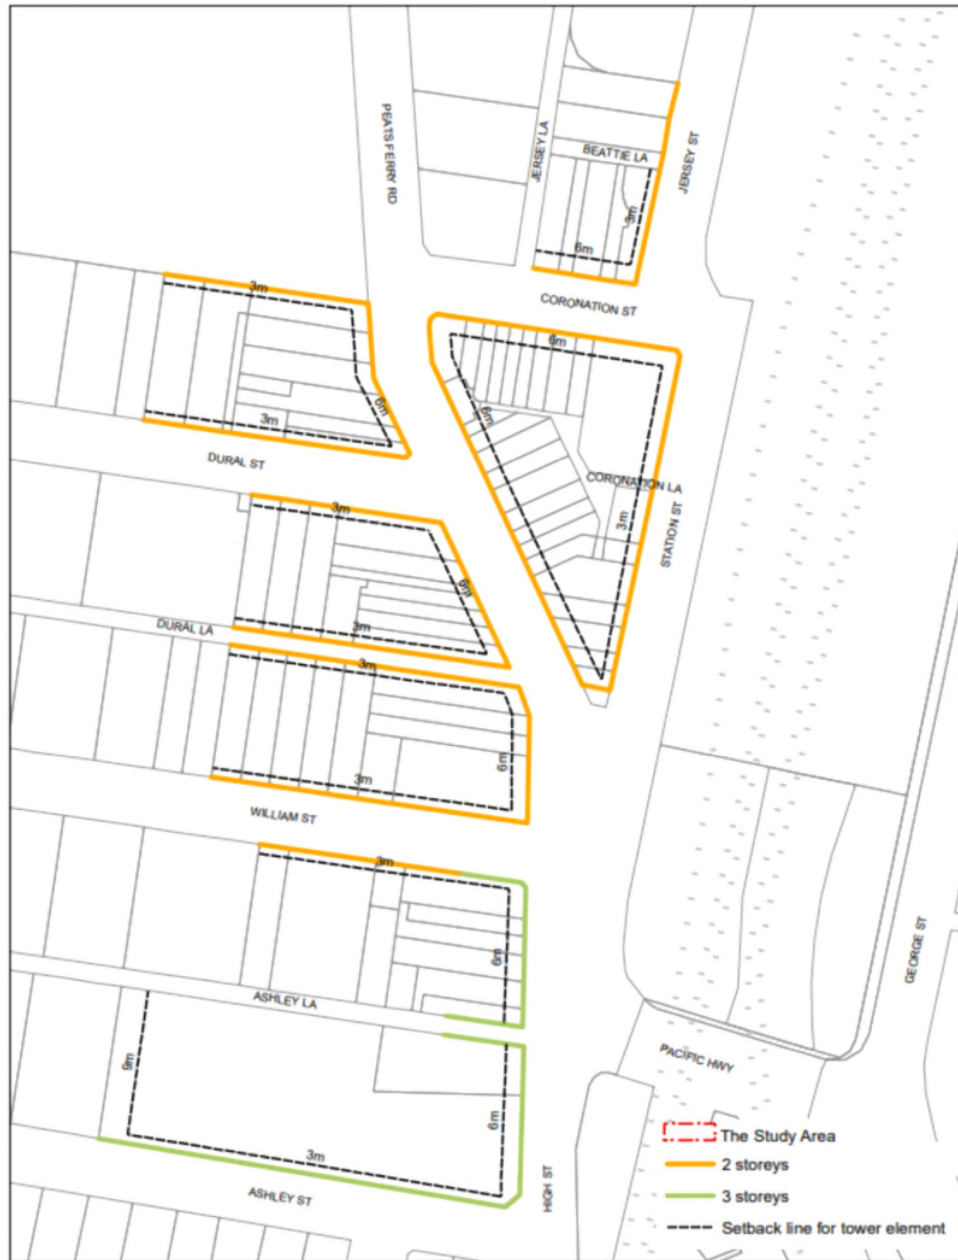 PEATS FERRY RD
JERSEY LA
BEATTIE LA
JERSEY ST
3m
6m
CORONATION ST
3m
6m
6m
6m
3m
DURAL ST
CORONATION LA
3m
STATION ST
3m
6m
3m
DURAL LA
3m
6m
3m
WILLIAM ST
3m
6m
GEORGE ST
ASHLEY LA
PACIFIC HWY
9m
6m
3m
HIGH ST
ASHLEY ST
The Study Area
2 storeys
3 storeys
Setback line for tower element